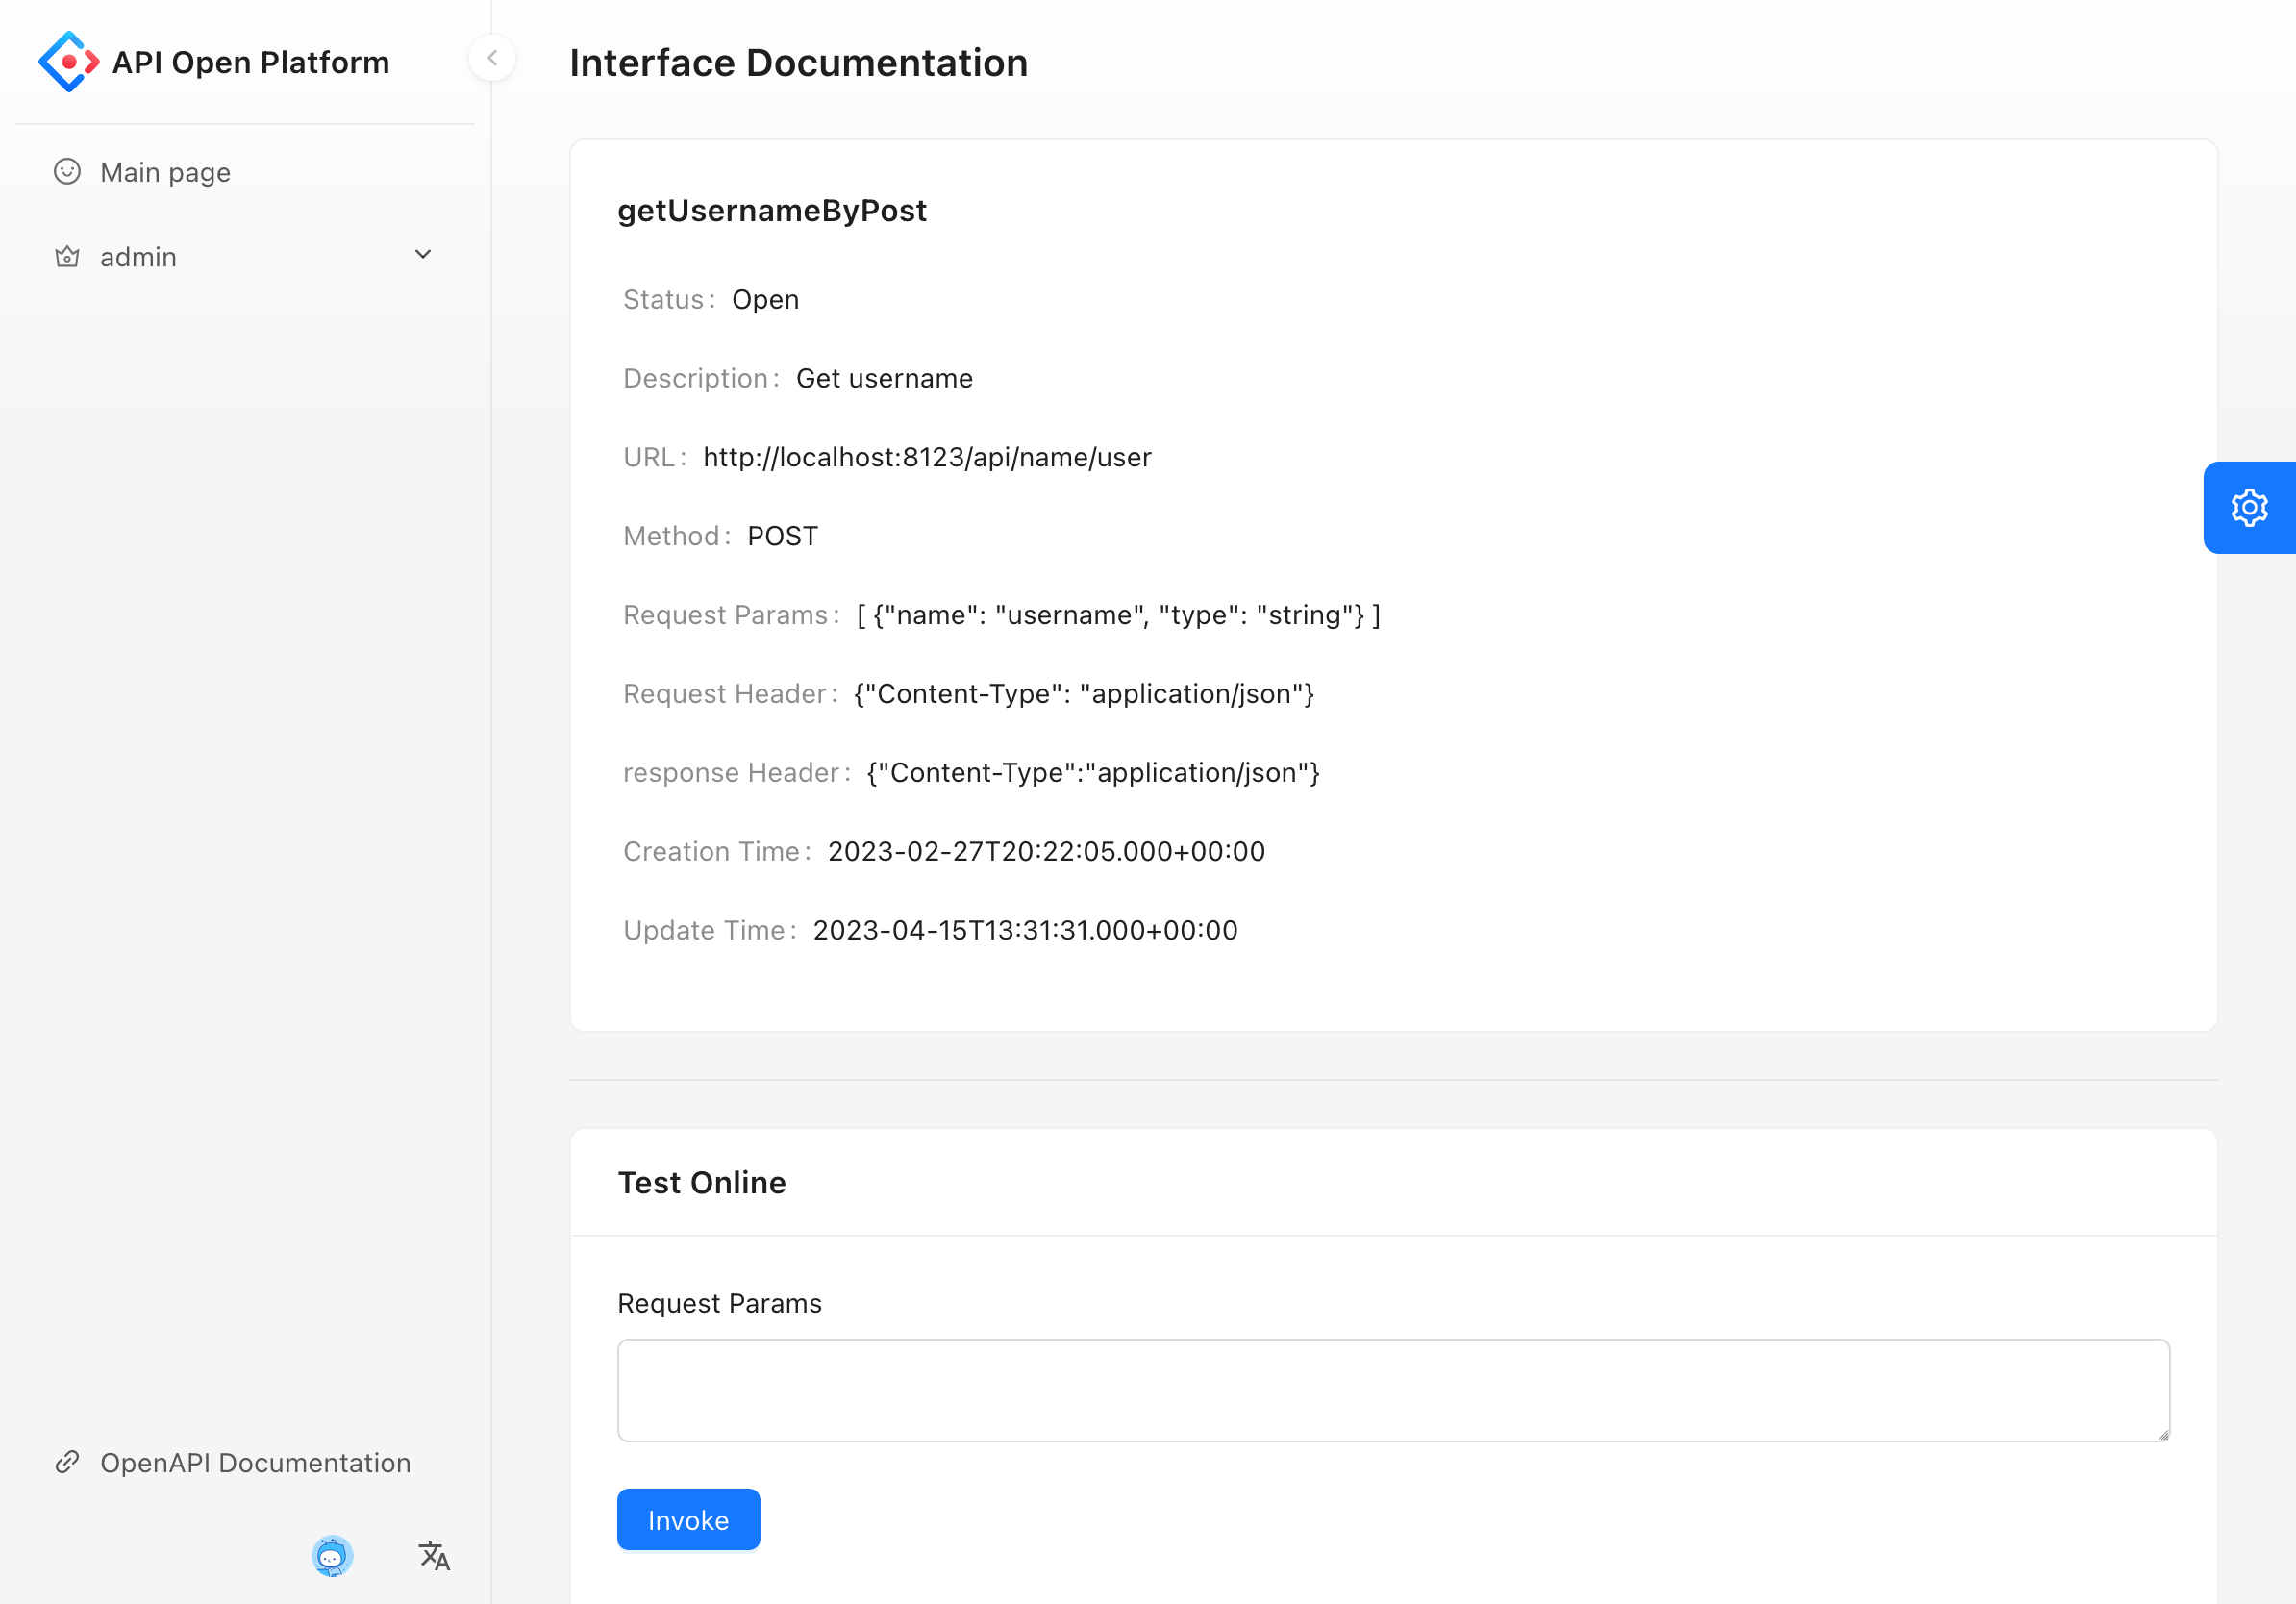 API Open Platform
Main page
admin
OpenAPI Documentation
Interface Documentation
getUsernameByPost
Status: Open
Description: Get username
URL: http://localhost:8123/api/name/user
Method: POST
Request Params: [ {"name": "username", "type": "string"} ]
Request Header: {"Content-Type": "application/json"}
response Header: {"Content-Type":"application/json"}
Creation Time: 2023-02-27T20:22:05.000+00:00
Update Time: 2023-04-15T13:31:31.000+00:00
Test Online
Request Params
Invoke